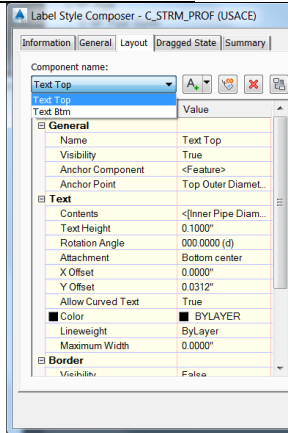 Label Style Composer - C_STRM_PROF (USACE)
Information General Layout Dragged State Summary
Component name:
Text Top
Text Top
Text Btm
Value
General
Name Text Top
Visibility True
Anchor Component <Feature>
Anchor Point Top Outer Diamet...
Text
Contents <[Inner Pipe Diam...
Text Height 0.1000"
Rotation Angle 000.0000 (d)
Attachment Bottom center
X Offset 0.0000"
Y Offset 0.0312"
Allow Curved Text True
Color BYLAYER
Lineweight ByLayer
Maximum Width 0.0000"
Border
Visibility False